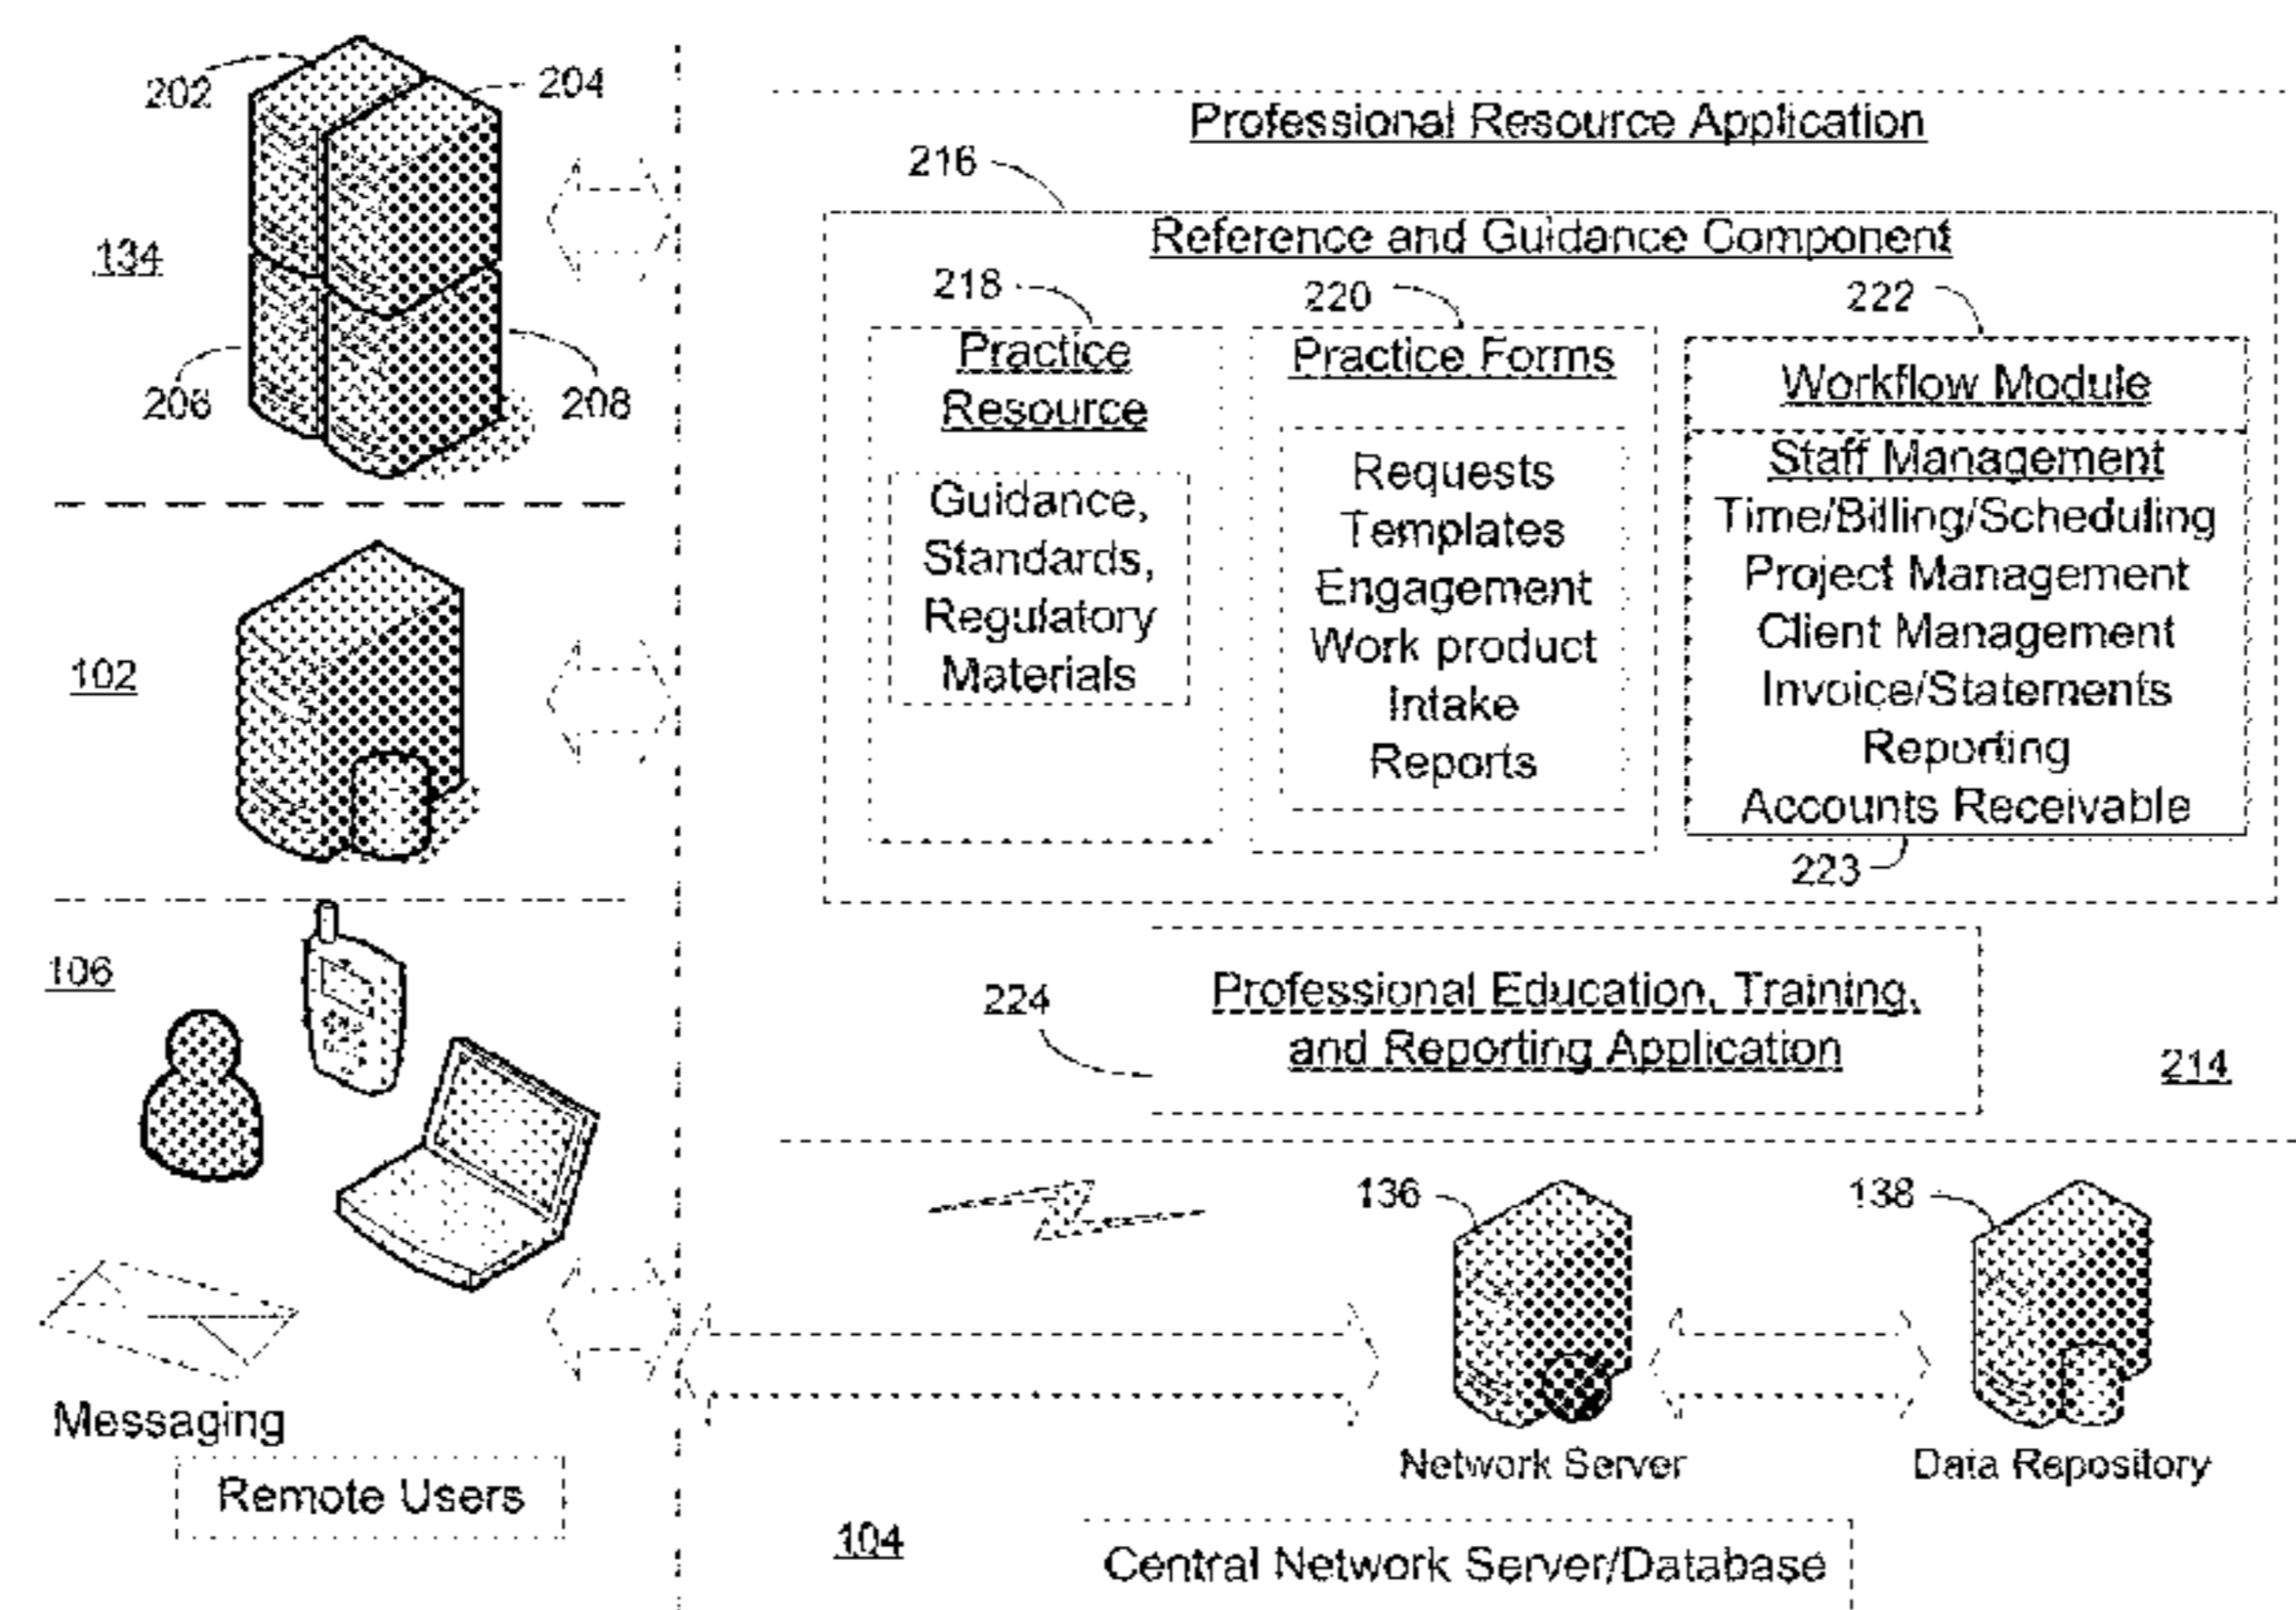 202
204
134
206
208
102
106
Messaging
Remote Users
Professional Resource Application
216
Reference and Guidance Component
218
220
222
Practice
Resource
Guidance,
Standards,
Regulatory
Materials
Practice Forms
Requests
Templates
Engagement
Work product
Intake
Reports
Workflow Module
Staff Management
Time/Billing/Scheduling
Project Management
Client Management
Invoice/Statements
Reporting
Accounts Receivable
223
224
Professional Education, Training,
and Reporting Application
214
136
138
Network Server
Data Repository
104
Central Network Server/Database